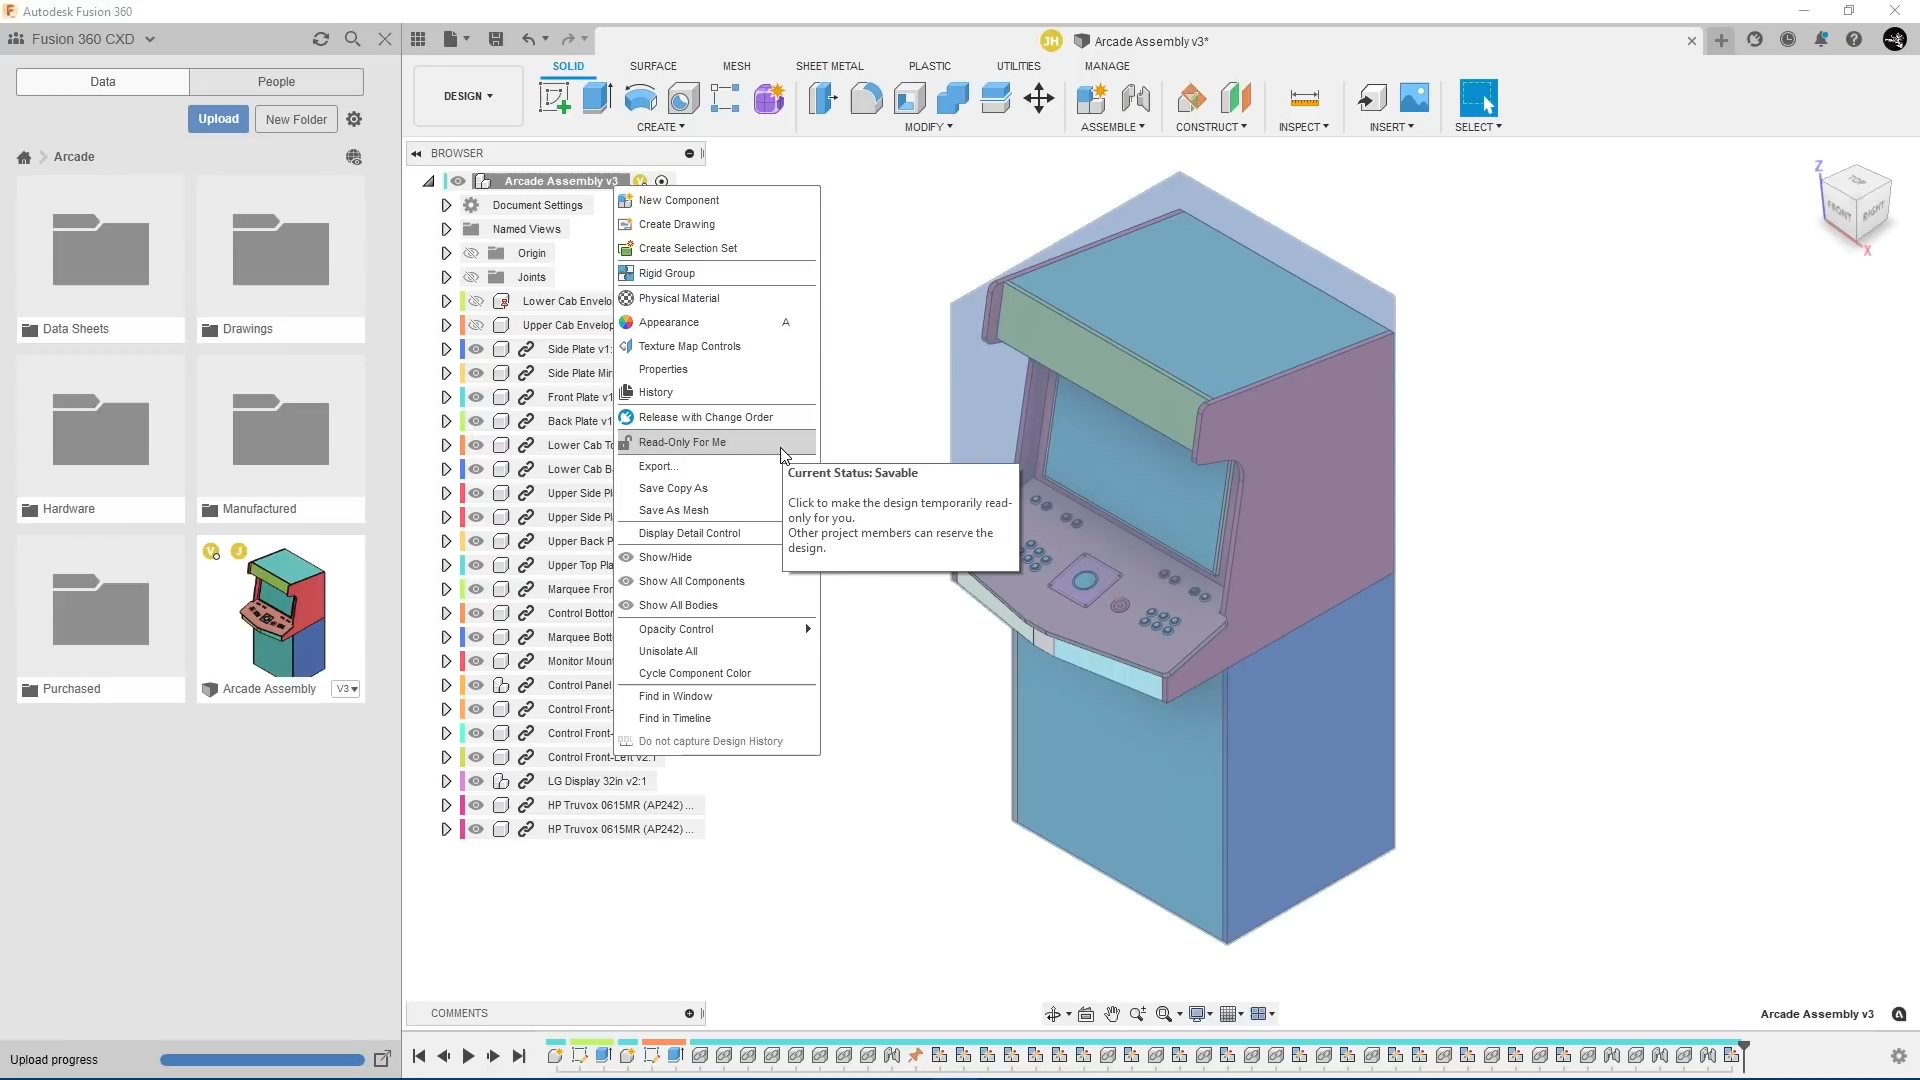 Autodesk Fusion 360
Fusion 360 CXD
JH
Arcade Assembly v3*
Data
People
Upload
New Folder
Arcade
Data Sheets
Drawings
Hardware
Manufactured
V
J
Purchased
Arcade Assembly
V3
Upload progress
DESIGN
SOLID
SURFACE
MESH
SHEET METAL
PLASTIC
UTILITIES
MANAGE
CREATE
MODIFY
ASSEMBLE
CONSTRUCT
INSPECT
INSERT
SELECT
BROWSER
Arcade Assembly v3
V
Document Settings
Named Views
Origin
Joints
Lower Cab Envelo
Upper Cab Envelop
Side Plate v1:
Side Plate Mir
Front Plate v1
Back Plate v1
Lower Cab To
Lower Cab B
Upper Side Pl
Upper Side Pl
Upper Back P
Upper Top Pla
Marquee Fron
Control Bottor
Marquee Bott
Monitor Moun
Control Panel
Control Front-
Control Front-
Control Front-Left v2:1
LG Display 32in v2:1
HP Truvox 0615MR (AP242) ...
HP Truvox 0615MR (AP242) ...
New Component
Create Drawing
Create Selection Set
Rigid Group
Physical Material
Appearance A
Texture Map Controls
Properties
History
Release with Change Order
Read-Only For Me
Export...
Save Copy As
Save As Mesh
Display Detail Control
Show/Hide
Show All Components
Show All Bodies
Opacity Control
Unisolate All
Cycle Component Color
Find in Window
Find in Timeline
Do not capture Design History
Current Status: Savable
Click to make the design temporarily read-
only for you.
Other project members can reserve the
design.
Z
TOP
FRONT
RIGHT
X
COMMENTS
Arcade Assembly v3